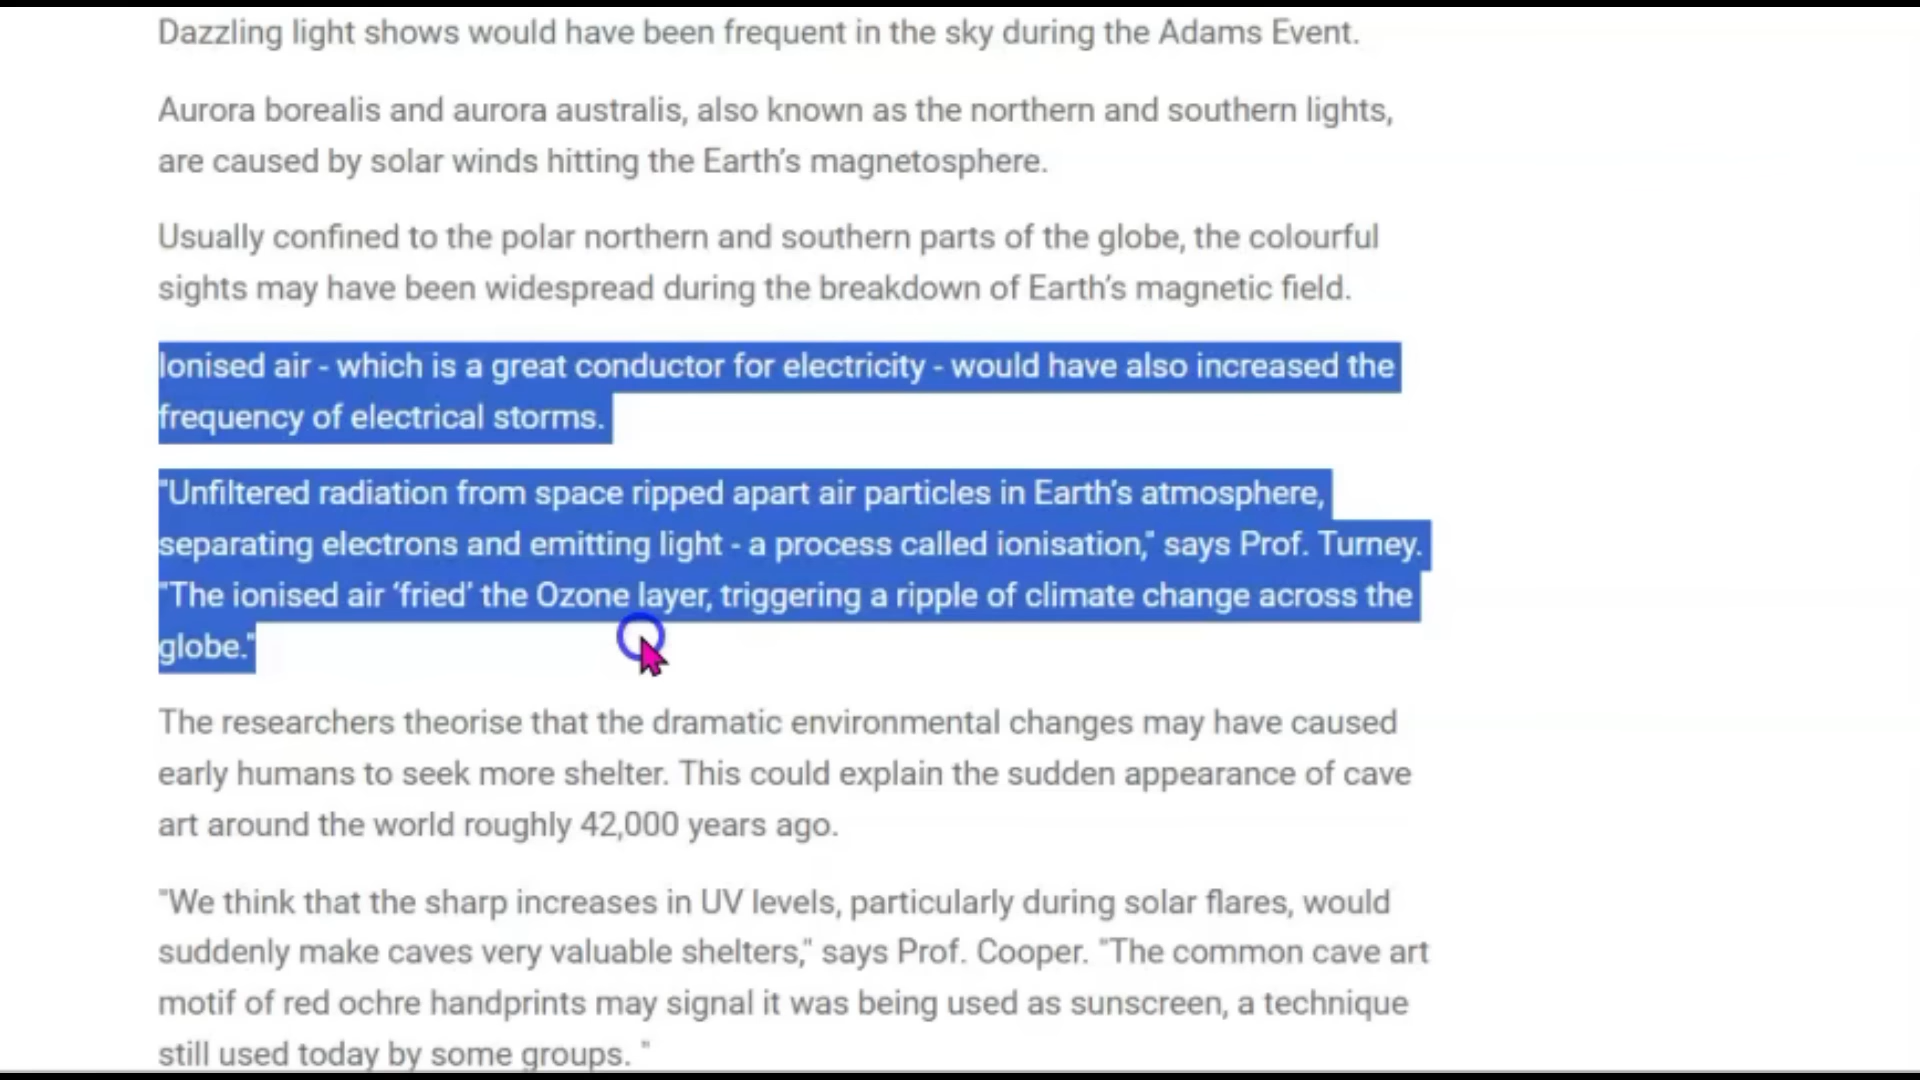 Dazzling light shows would have been frequent in the sky during the Adams Event.
Aurora borealis and aurora australis, also known as the northern and southern lights,
are caused by solar winds hitting the Earth's magnetosphere.
Usually confined to the polar northern and southern parts of the globe, the colourful
sights may have been widespread during the breakdown of Earth's magnetic field.
Ionised air - which is a great conductor for electricity - would have also increased the
frequency of electrical storms.
"Unfiltered radiation from space ripped apart air particles in Earth's atmosphere,
separating electrons and emitting light - a process called ionisation," says Prof. Turney.
"The ionised air ‘fried’ the Ozone layer, triggering a ripple of climate change across the
globe."
The researchers theorise that the dramatic environmental changes may have caused
early humans to seek more shelter. This could explain the sudden appearance of cave
art around the world roughly 42,000 years ago.
"We think that the sharp increases in UV levels, particularly during solar flares, would
suddenly make caves very valuable shelters," says Prof. Cooper. "The common cave art
motif of red ochre handprints may signal it was being used as sunscreen, a technique
still used today by some groups. "